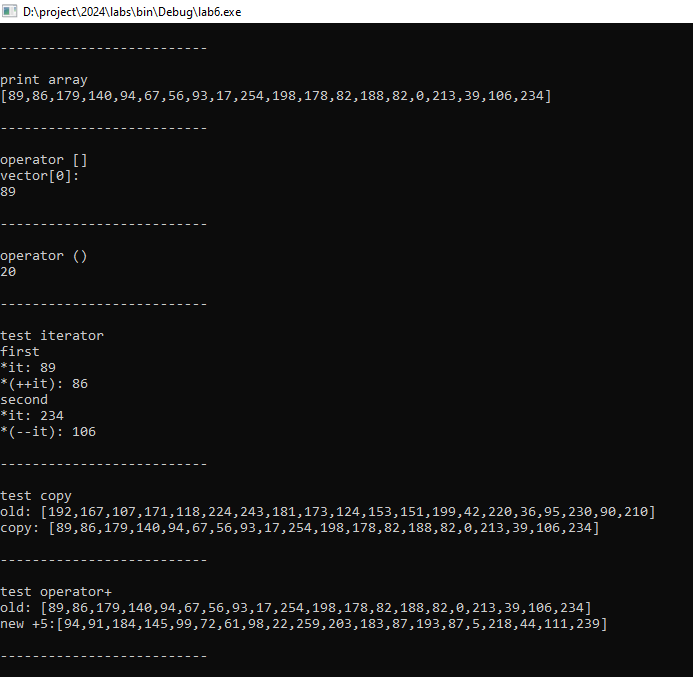 D:\project\2024\labs\bin\Debug\lab6.exe
--------------------------
print array
[89,86,179,140,94,67,56,93,17,254,198,178,82,188,82,0,213,39,106,234]
--------------------------
operator []
vector[0]:
89
--------------------------
operator ()
20
--------------------------
test iterator
first
*it: 89
*(++it): 86
second
*it: 234
*(--it): 106
--------------------------
test copy
old: [192,167,107,171,118,224,243,181,173,124,153,151,199,42,220,36,95,230,90,210]
copy: [89,86,179,140,94,67,56,93,17,254,198,178,82,188,82,0,213,39,106,234]
--------------------------
test operator+
old: [89,86,179,140,94,67,56,93,17,254,198,178,82,188,82,0,213,39,106,234]
new +5:[94,91,184,145,99,72,61,98,22,259,203,183,87,193,87,5,218,44,111,239]
--------------------------